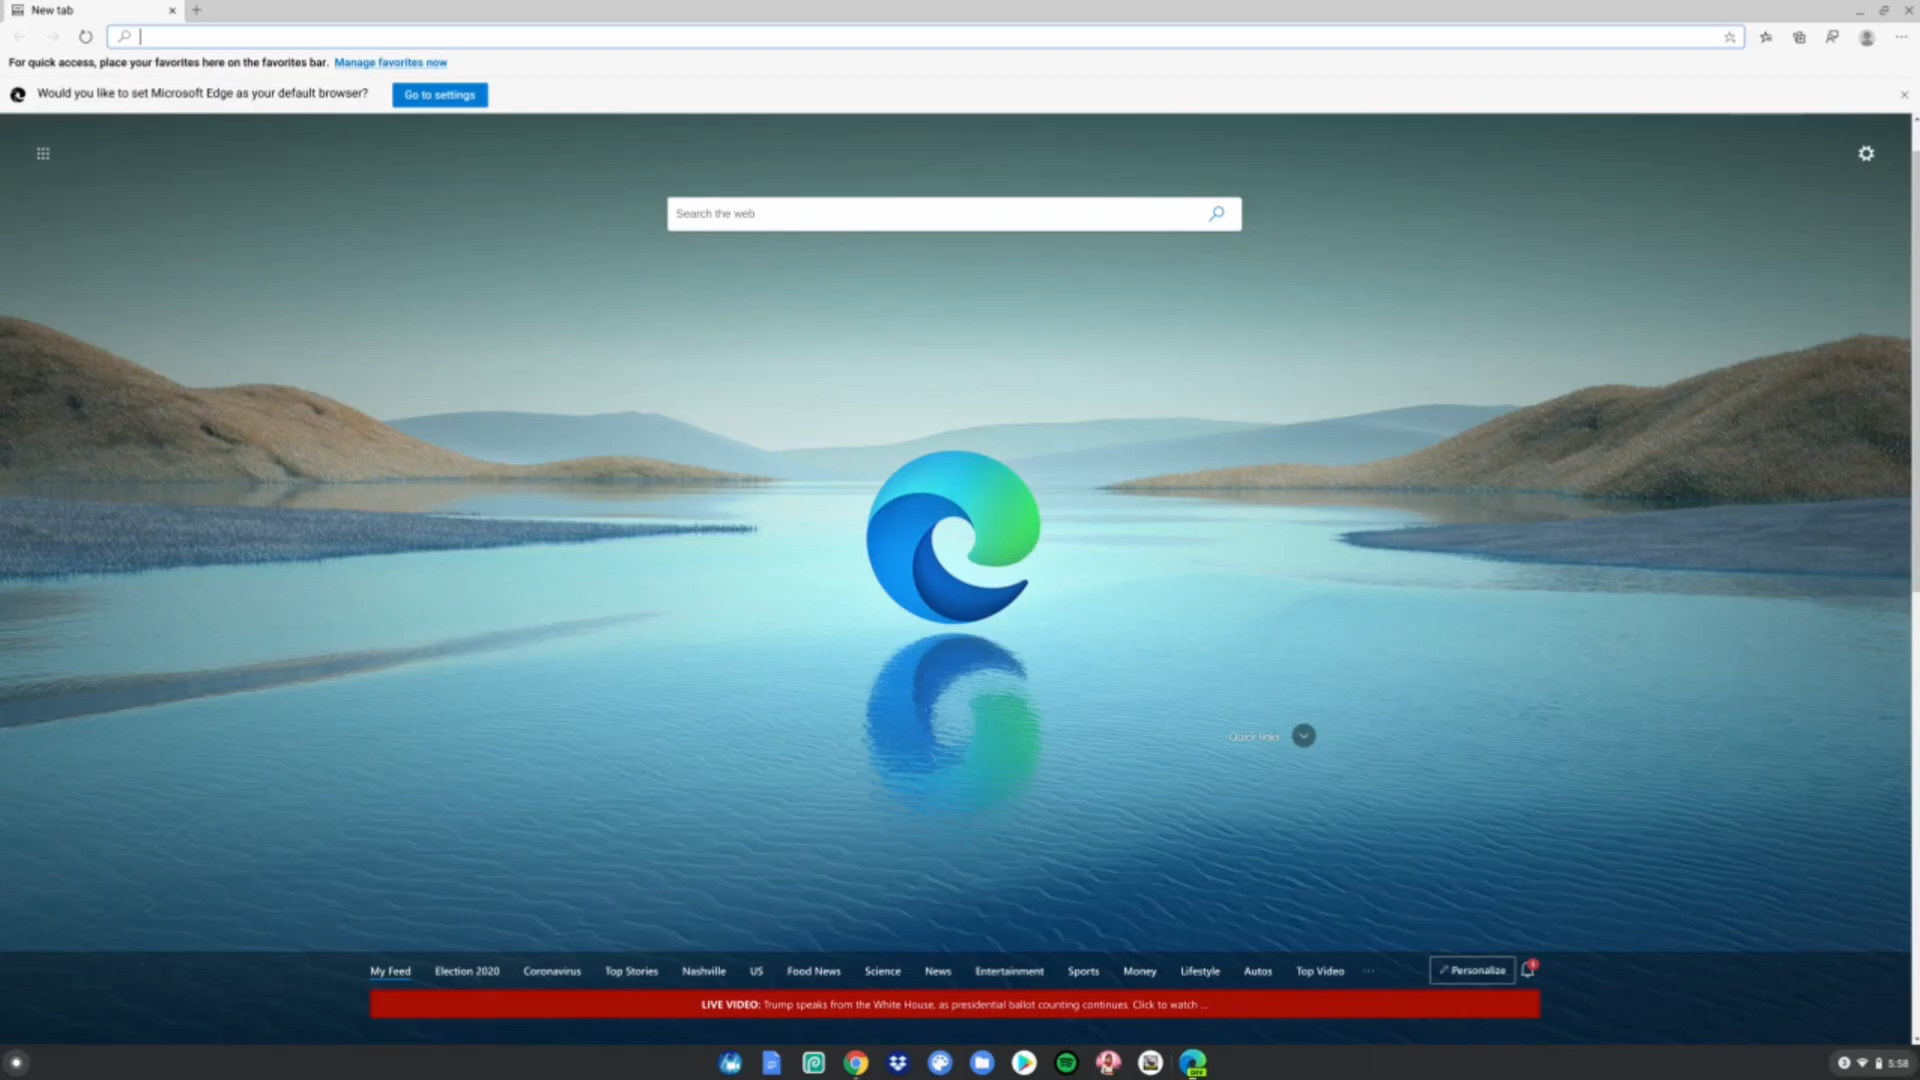 New tab
For quick access, place your favorites here on the favorites bar. Manage favorites now
Would you like to set Microsoft Edge as your default browser? Go to settings
Search the web
Quick links
My Feed Election 2020 Coronavirus Top Stories Nashville US Food News Science News Entertainment Sports Money Lifestyle Autos Top Video ... Personalize
LIVE VIDEO: Trump speaks from the White House, as presidential ballot counting continues. Click to watch ...
DEV
5:58